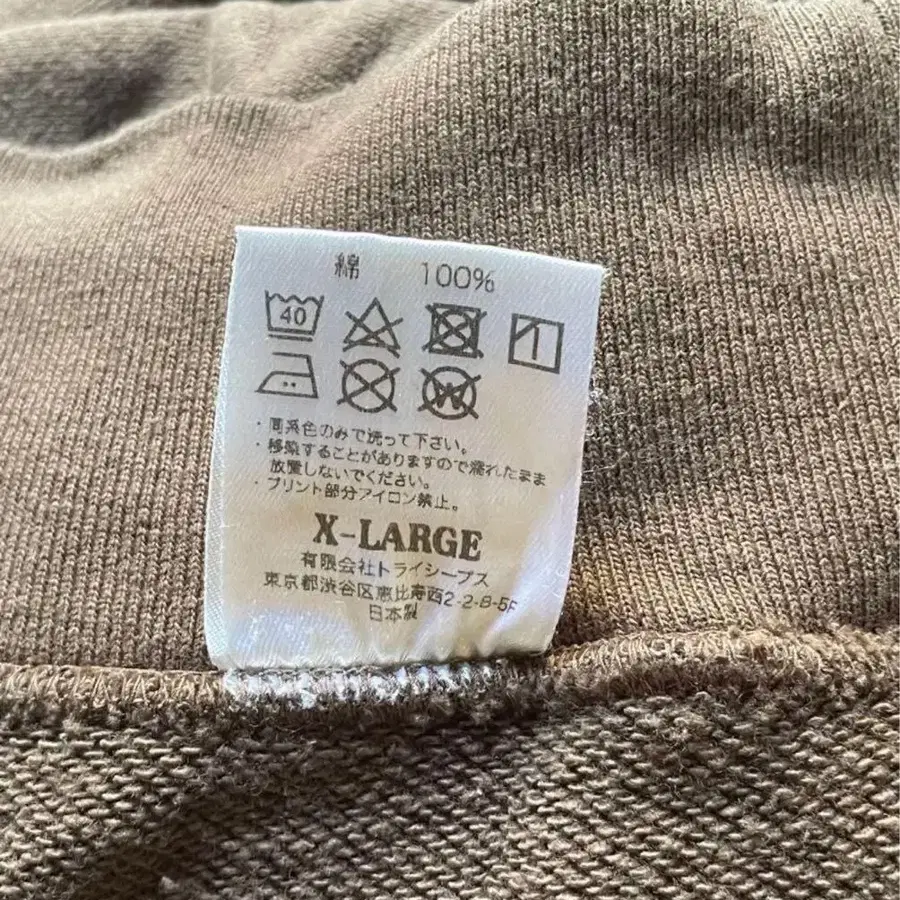 綿 100%
40
W
・同系色のみで洗って下さい。
・移染することがありますので濡れたまま
放置しないでください。
・プリント部分アイロン禁止。
X-LARGE
有限会社トライシープス
東京都渋谷区恵比寿西2-2-8-5F
日本製